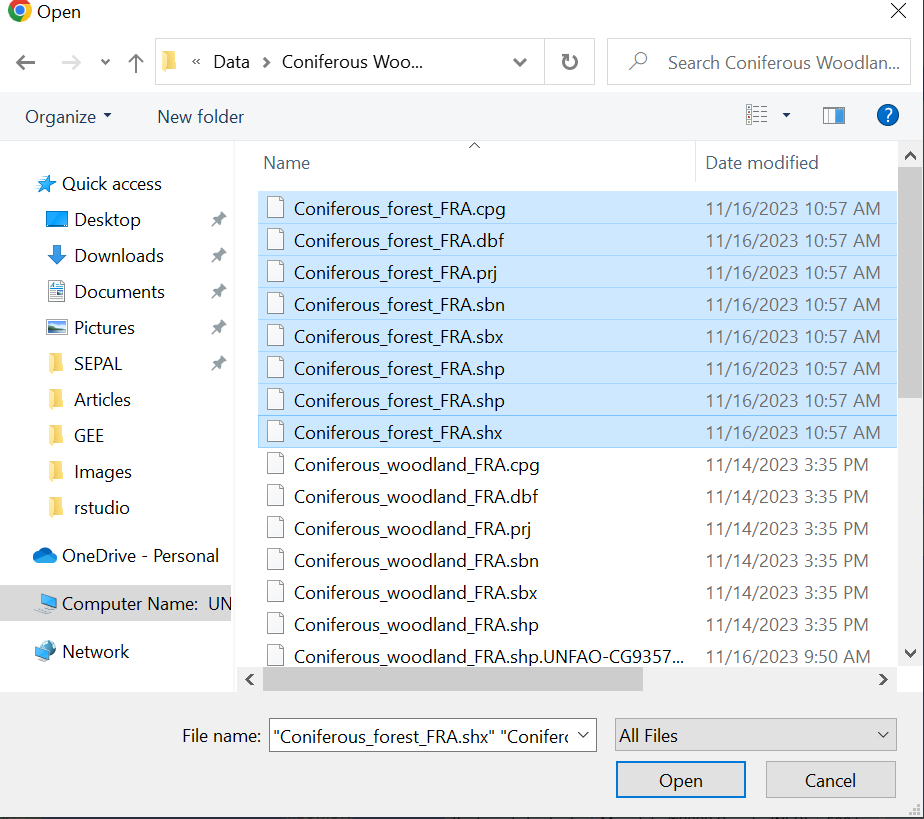 Open
« Data > Coniferous Woo...
Search Coniferous Woodlan...
Organize
New folder
?
Name
Date modified
Quick access
Desktop
Downloads
Documents
Pictures
SEPAL
Articles
GEE
Images
rstudio
OneDrive - Personal
Computer Name: UN
Network
Coniferous_forest_FRA.cpg 11/16/2023 10:57 AM
Coniferous_forest_FRA.dbf 11/16/2023 10:57 AM
Coniferous_forest_FRA.prj 11/16/2023 10:57 AM
Coniferous_forest_FRA.sbn 11/16/2023 10:57 AM
Coniferous_forest_FRA.sbx 11/16/2023 10:57 AM
Coniferous_forest_FRA.shp 11/16/2023 10:57 AM
Coniferous_forest_FRA.shp 11/16/2023 10:57 AM
Coniferous_forest_FRA.shx 11/16/2023 10:57 AM
Coniferous_woodland_FRA.cpg 11/14/2023 3:35 PM
Coniferous_woodland_FRA.dbf 11/14/2023 3:35 PM
Coniferous_woodland_FRA.prj 11/14/2023 3:35 PM
Coniferous_woodland_FRA.sbn 11/14/2023 3:35 PM
Coniferous_woodland_FRA.sbx 11/14/2023 3:35 PM
Coniferous_woodland_FRA.shp 11/14/2023 3:35 PM
Coniferous_woodland_FRA.shp.UNFAO-CG9357... 11/16/2023 9:50 AM
File name: "Coniferous_forest_FRA.shx" "Conifero
All Files
Open
Cancel